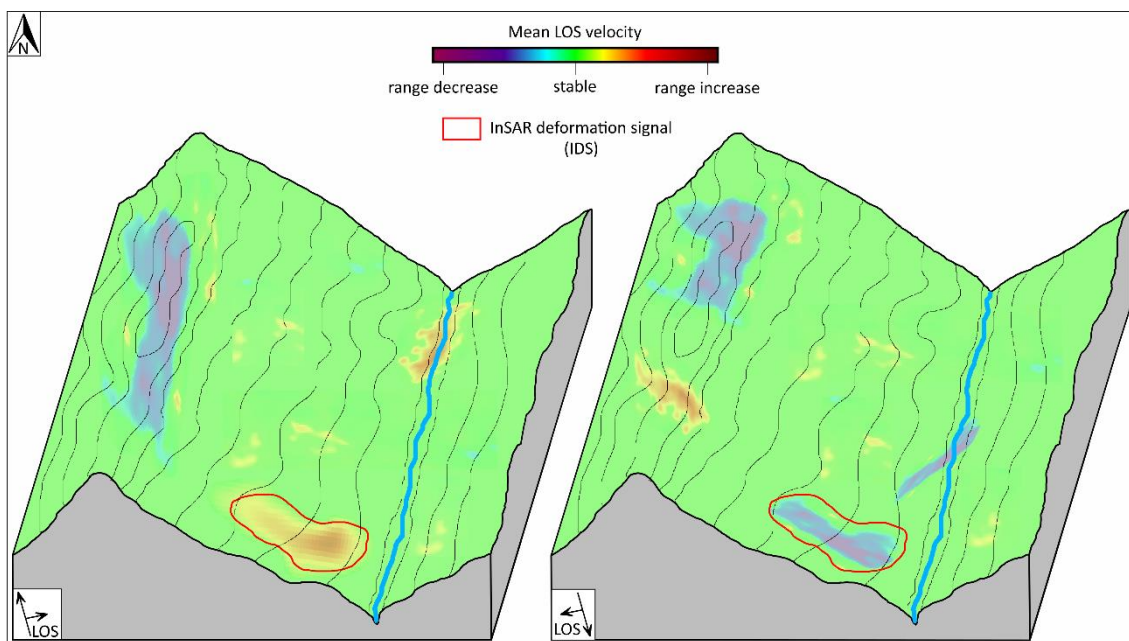 N
Mean LOS velocity
range decrease
stable
range increase
InSAR deformation signal
(IDS)
LOS
LOS